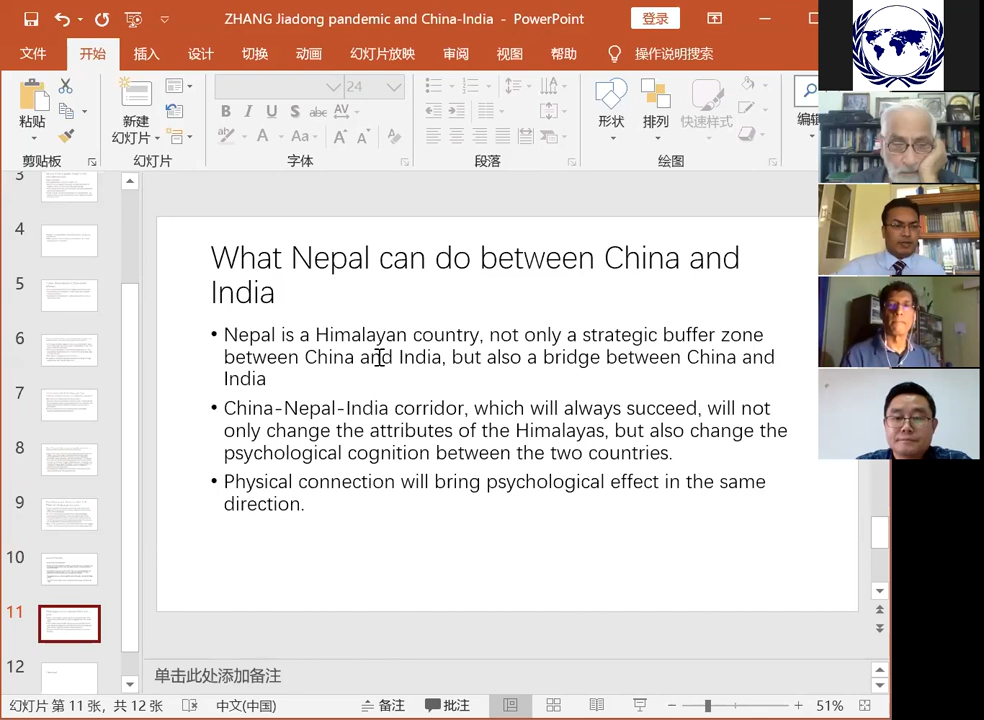 ZHANG Jiadong pandemic and China-India - PowerPoint
登录
文件 开始 插入 设计 切换 动画 幻灯片放映 审阅 视图 帮助 操作说明搜索
粘贴
新建
幻灯片
24
B I U S abc AV
A Aa A A
形状 排列 快速样式 编辑
剪贴板 幻灯片 字体 段落 绘图
3
4
5
6
7
8
9
10
11
12
What Nepal can do between China and
India
• Nepal is a Himalayan country, not only a strategic buffer zone
between China and India, but also a bridge between China and
India
• China-Nepal-India corridor, which will always succeed, will not
only change the attributes of the Himalayas, but also change the
psychological cognition between the two countries.
• Physical connection will bring psychological effect in the same
direction.
单击此处添加备注
幻灯片 第 11 张，共 12 张 中文(中国) 备注 批注 51%